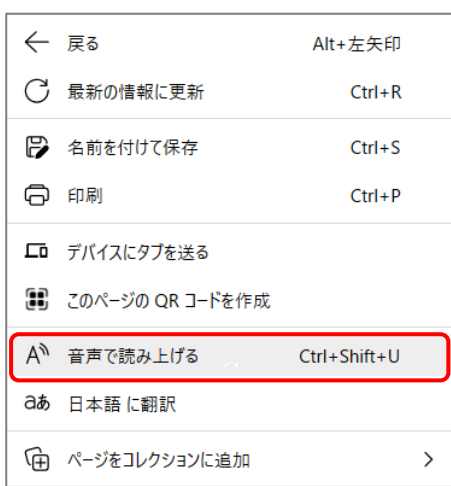 戻る Alt+左矢印
最新の情報に更新 Ctrl+R
名前を付けて保存 Ctrl+S
印刷 Ctrl+P
デバイスにタブを送る
このページの QR コードを作成
A 音声で読み上げる Ctrl+Shift+U
aあ 日本語 に翻訳
ページをコレクションに追加